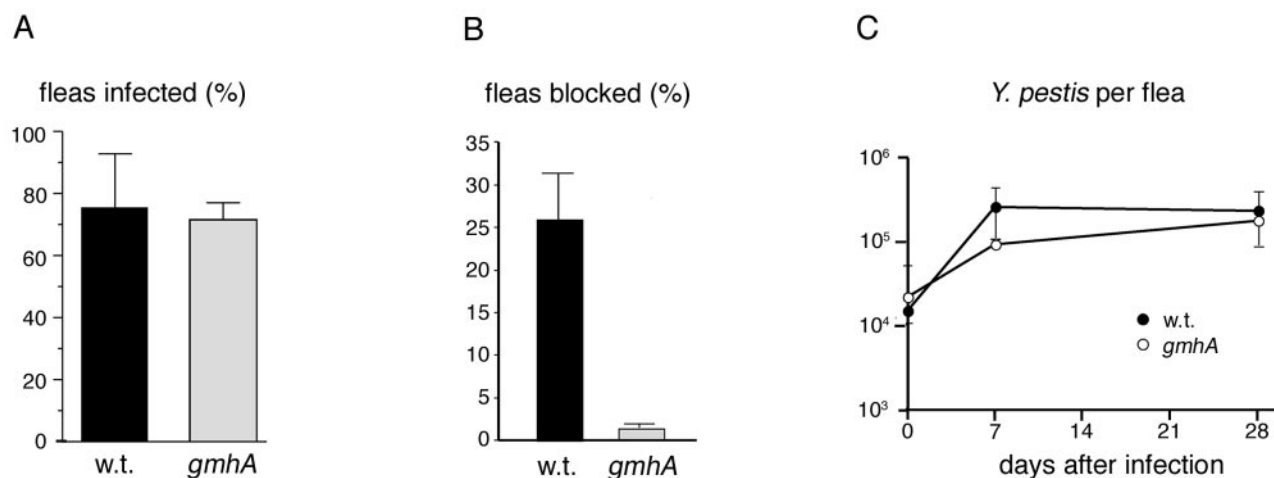 A
fleas infected (%)
100
80
60
40
20
0
w.t.
gmhA
B
fleas blocked (%)
35
30
25
20
15
10
5
0
w.t.
gmhA
C
Y. pestis per flea
10⁶
10⁵
10⁴
10³
w.t.
gmhA
0 7 14 21 28
days after infection